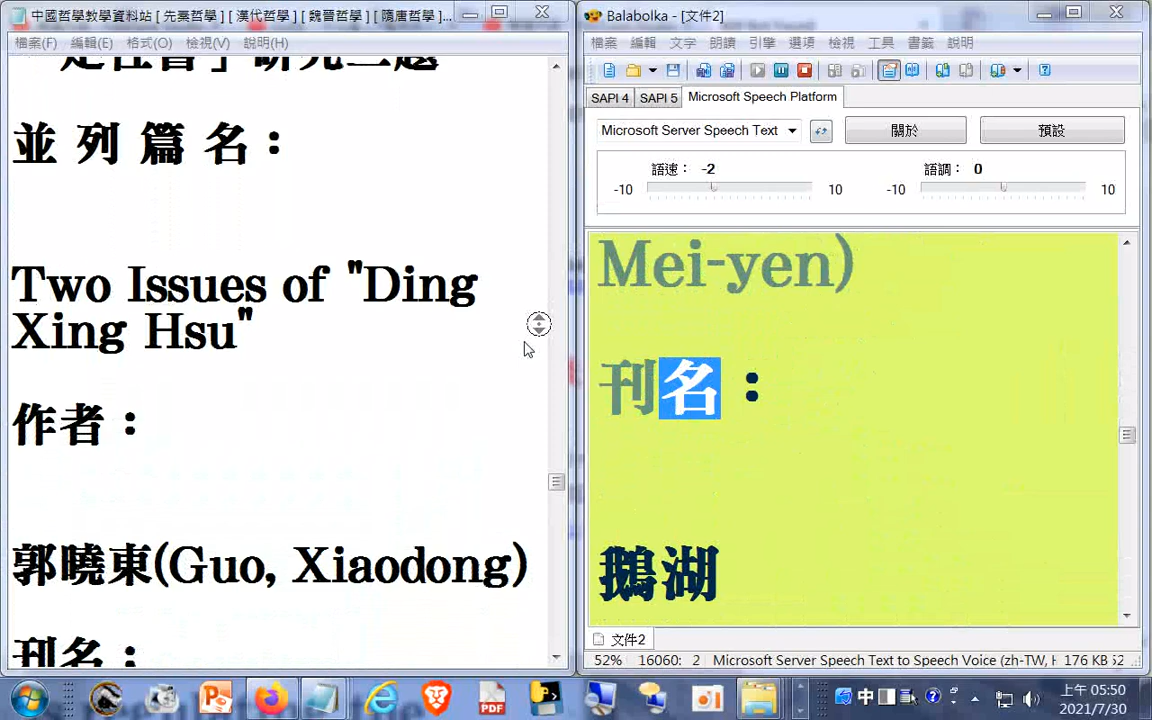 中國哲學教學資料站 [ 先秦哲學 ] [ 漢代哲學 ] [ 魏晉哲學 ] [ 隋唐哲學 ]...
檔案(F) 編輯(E) 格式(O) 檢視(V) 說明(H)
並 列 篇 名：
Two Issues of "Ding
Xing Hsu"
作者：
郭曉東(Guo, Xiaodong)
刊名：
Balabolka - [文件2]
檔案 編輯 文字 朗讀 引擎 選項 檢視 工具 書籤 說明
SAPI 4 SAPI 5 Microsoft Speech Platform
Microsoft Server Speech Text 關於 預設
語速： -2 語調： 0
-10 10 -10 10
Mei-yen)
刊名：
鵝湖
文件2
52% 16060: 2 Microsoft Server Speech Text to Speech Voice (zh-TW, H 176 KB
PDF
中
上午 05:50
2021/7/30